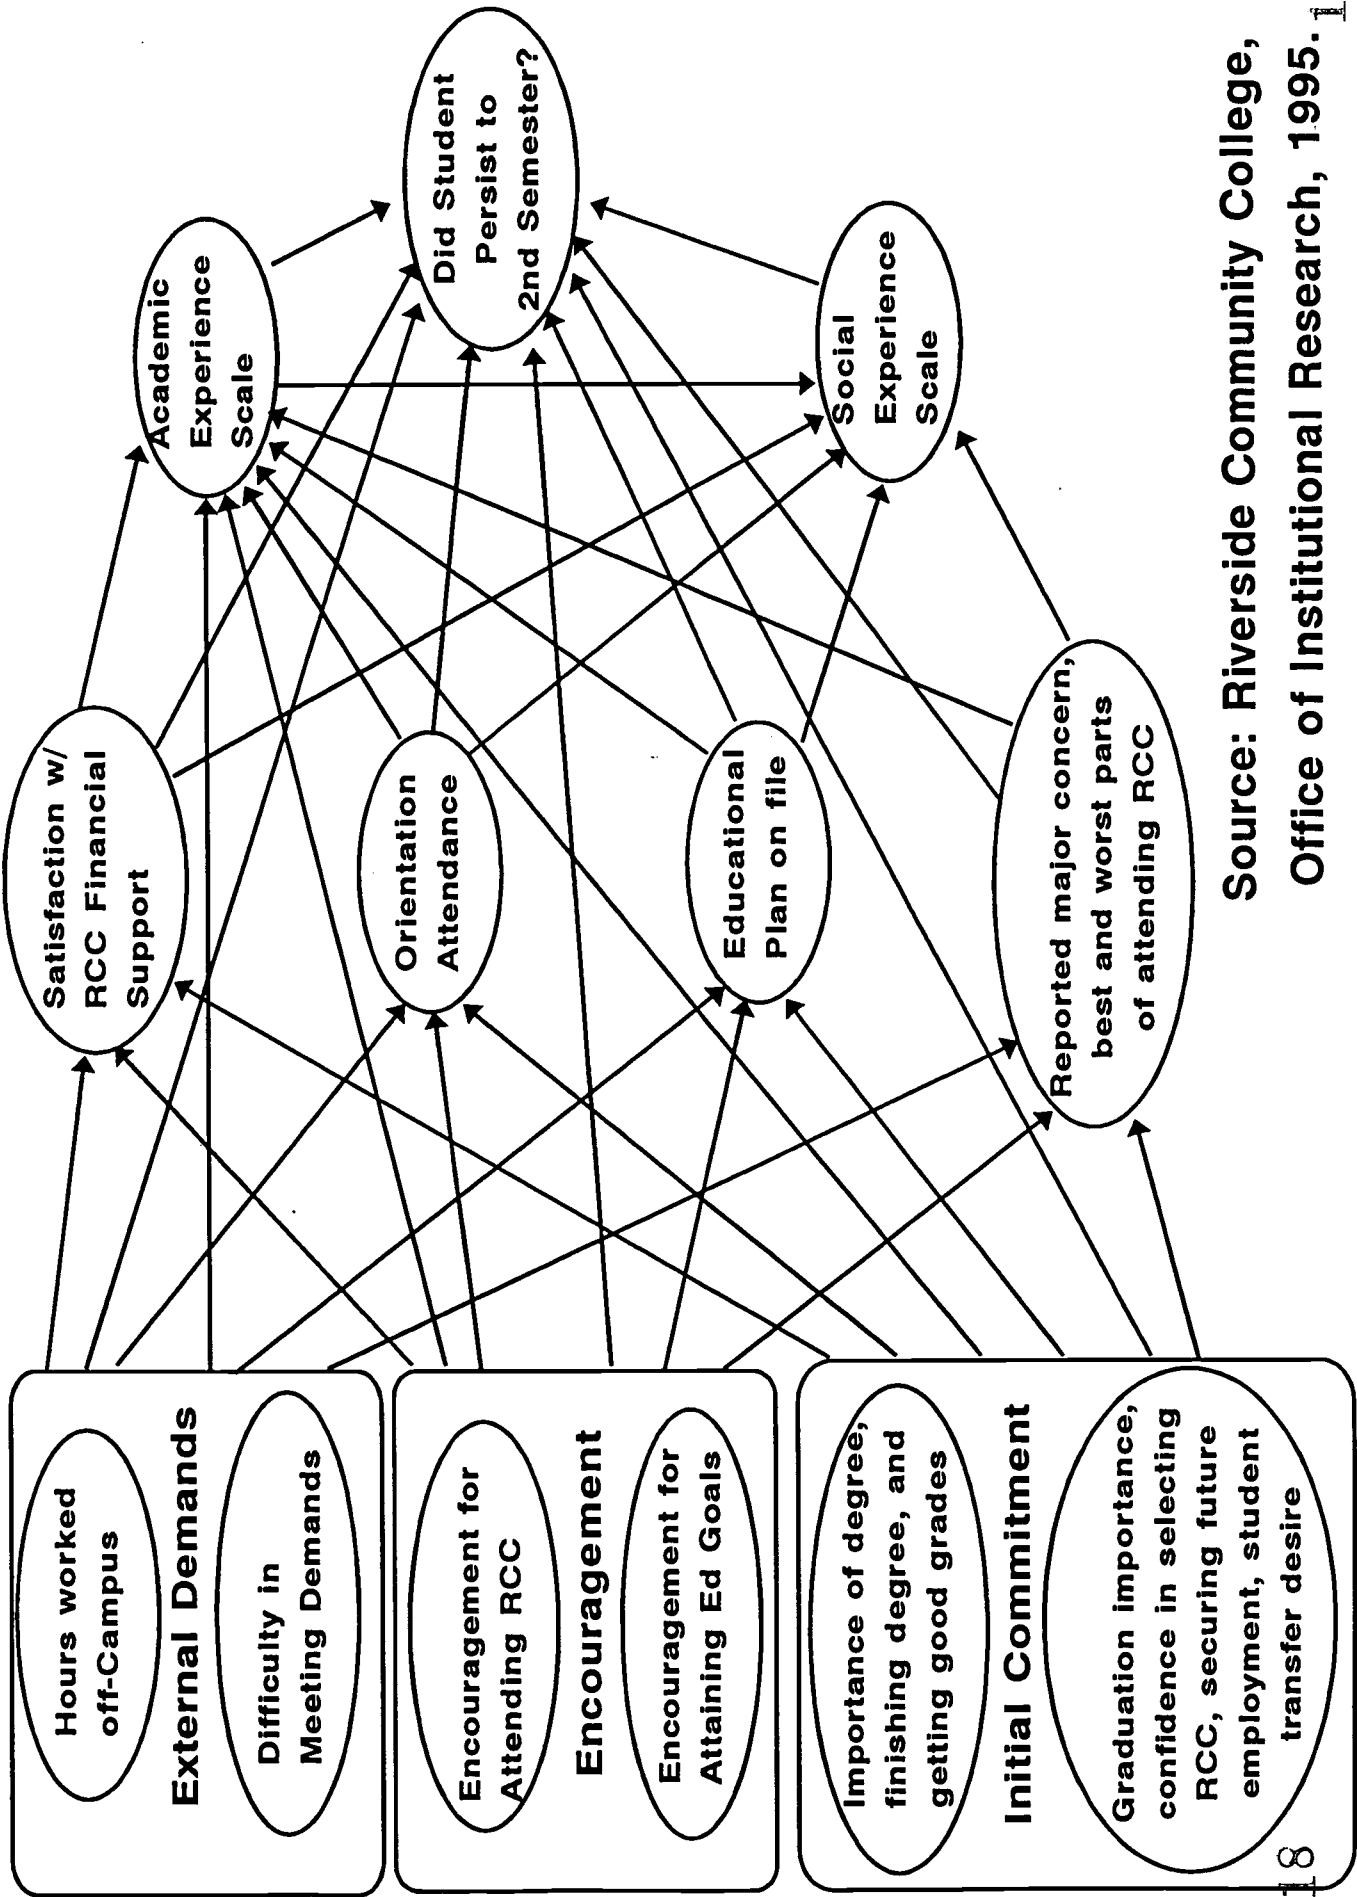 Hours worked
off-Campus
External Demands
Difficulty in
Meeting Demands
Encouragement for
Attending RCC
Encouragement
Encouragement for
Attaining Ed Goals
Importance of degree,
finishing degree, and
getting good grades
Initial Commitment
Graduation importance,
confidence in selecting
RCC, securing future
employment, student
transfer desire
Satisfaction w/
RCC Financial
Support
Orientation
Attendance
Educational
Plan on file
Reported major concern,
best and worst parts
of attending RCC
Academic
Experience
Scale
Social
Experience
Scale
Did Student
Persist to
2nd Semester?
Source: Riverside Community College,
Office of Institutional Research, 1995.
18